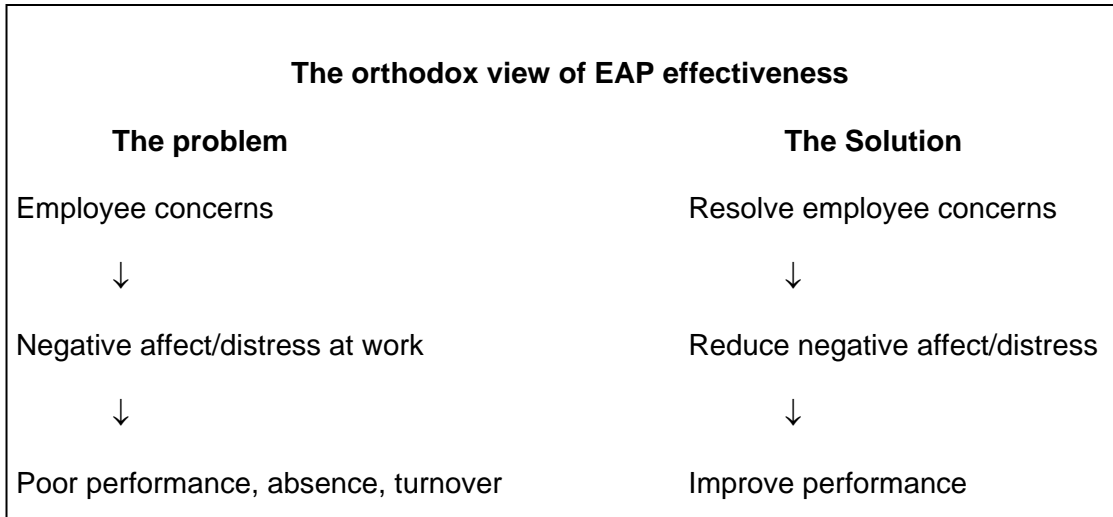 The orthodox view of EAP effectiveness
The problem The Solution
Employee concerns Resolve employee concerns
↓ ↓
Negative affect/distress at work Reduce negative affect/distress
↓ ↓
Poor performance, absence, turnover Improve performance